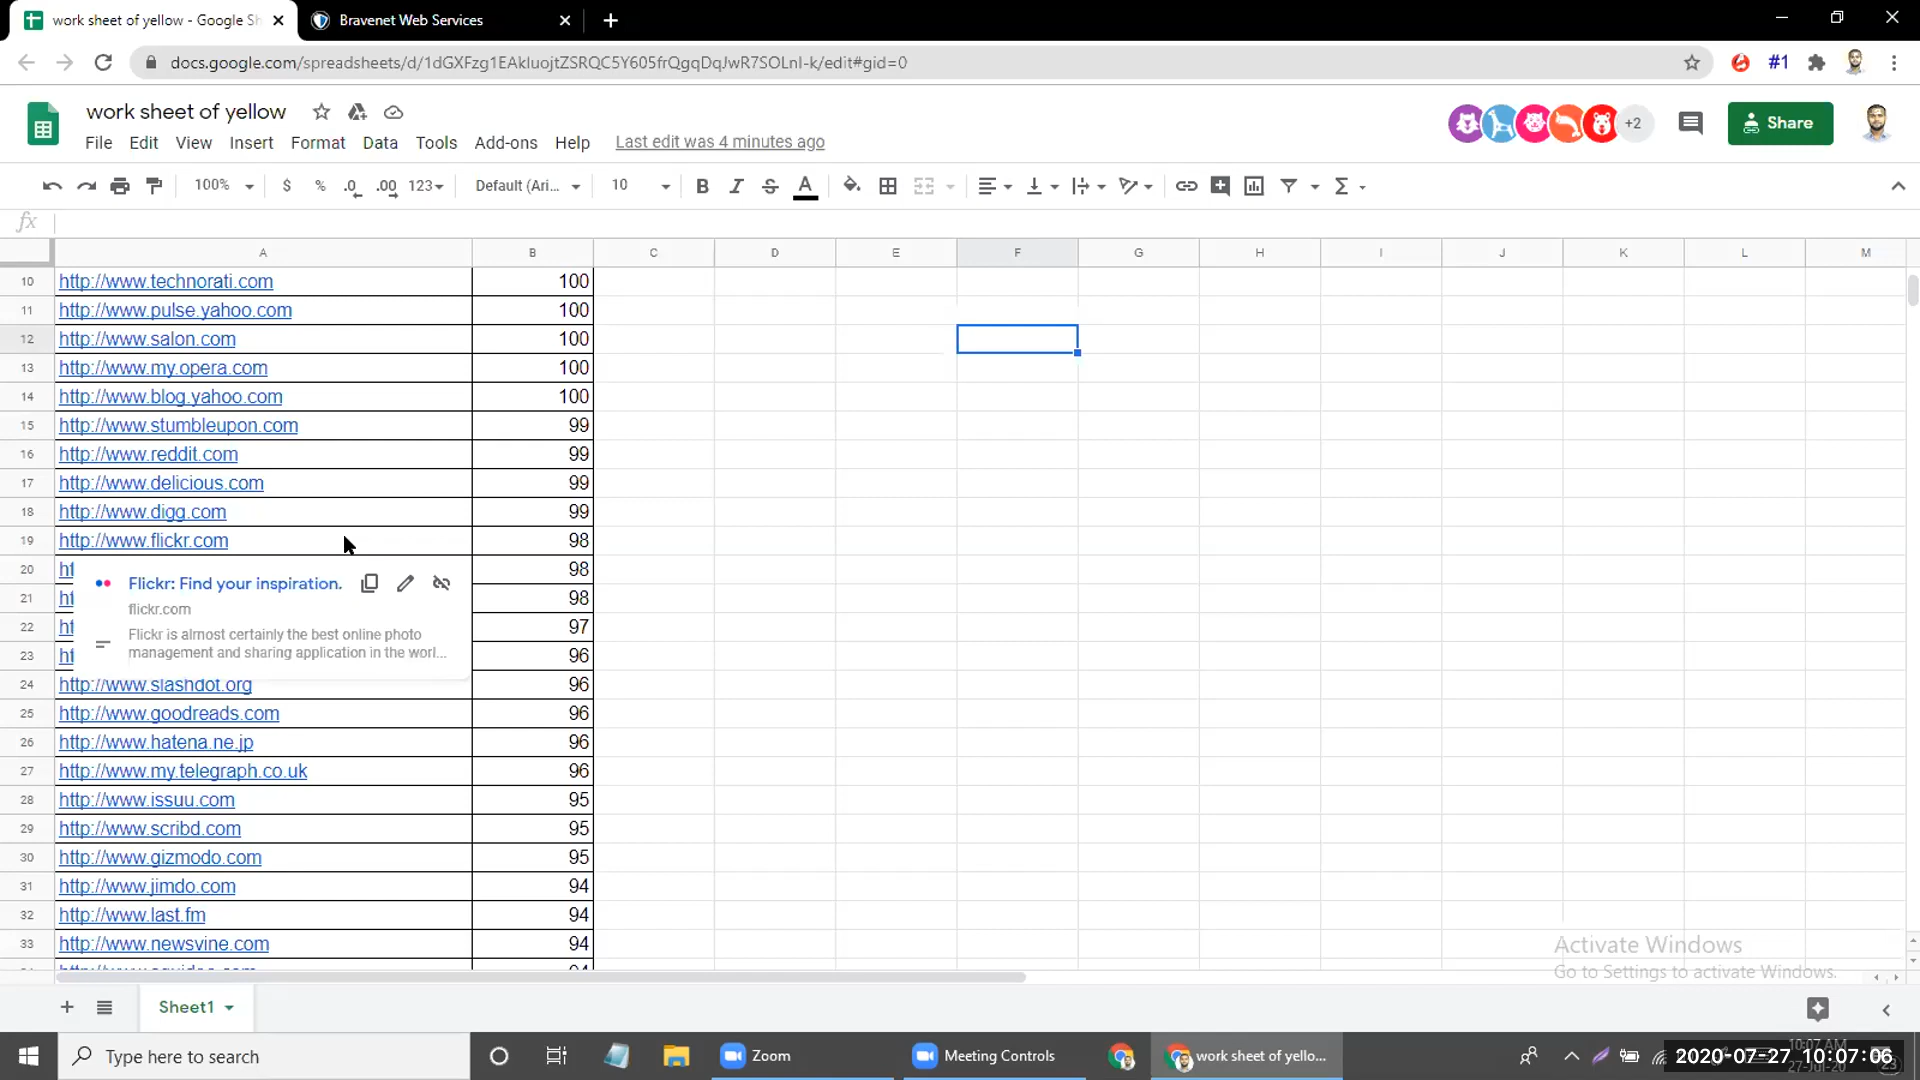 work sheet of yellow - Google Sh
Bravenet Web Services
docs.google.com/spreadsheets/d/1dGXFzg1EAkIuojtZSRQC5Y605frQgqDqJwR7SOLnI-k/edit#gid=0
#1
work sheet of yellow
+2
Share
File Edit View Insert Format Data Tools Add-ons Help Last edit was 4 minutes ago
100% $ % .0 .00 123 Default (Ari... 10 B I S A Σ
fx
A B C D E F G H I J K L M
10 http://www.technorati.com 100
11 http://www.pulse.yahoo.com 100
12 http://www.salon.com 100
13 http://www.my.opera.com 100
14 http://www.blog.yahoo.com 100
15 http://www.stumbleupon.com 99
16 http://www.reddit.com 99
17 http://www.delicious.com 99
18 http://www.digg.com 99
19 http://www.flickr.com 98
20 ht 98
21 ht 98
22 ht 97
23 ht 96
Flickr: Find your inspiration.
flickr.com
Flickr is almost certainly the best online photo
management and sharing application in the worl...
24 http://www.slashdot.org 96
25 http://www.goodreads.com 96
26 http://www.hatena.ne.jp 96
27 http://www.my.telegraph.co.uk 96
28 http://www.issuu.com 95
29 http://www.scribd.com 95
30 http://www.gizmodo.com 95
31 http://www.jimdo.com 94
32 http://www.last.fm 94
33 http://www.newsvine.com 94
Activate Windows
Go to Settings to activate Windows.
Sheet1
Type here to search
Zoom
Meeting Controls
work sheet of yello...
10:07 AM
27-Jul-20
2020-07-27 10:07:06